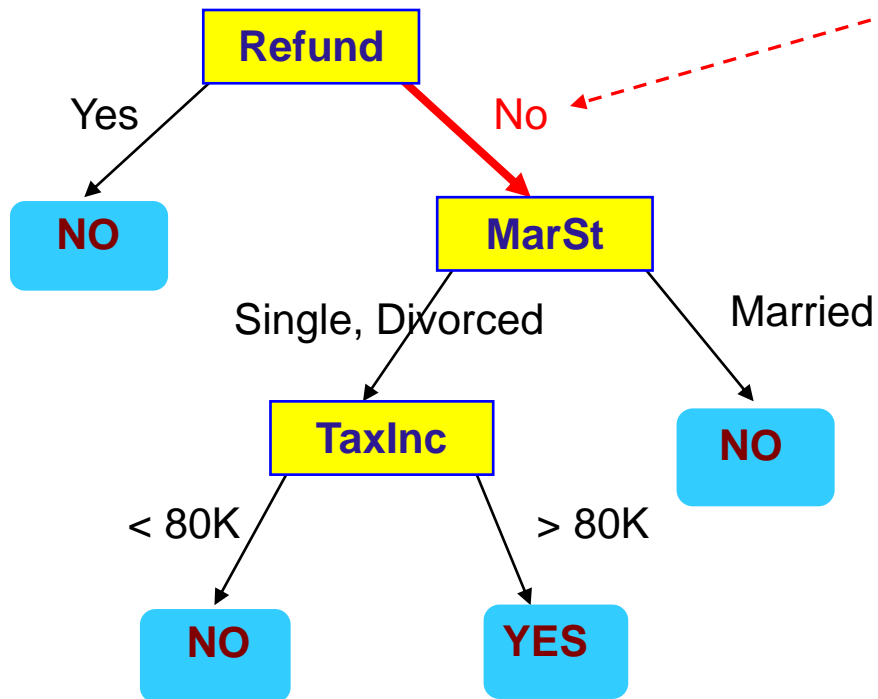 Refund
Yes
No
NO
MarSt
Single, Divorced
Married
TaxInc
NO
< 80K
> 80K
NO
YES